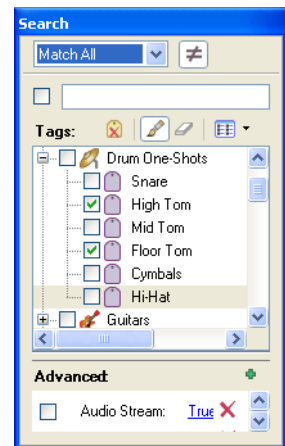 Search
Match All
Tags:
Drum One-Shots
Snare
High Tom
Mid Tom
Floor Tom
Cymbals
Hi-Hat
Guitars
Advanced:
Audio Stream: True